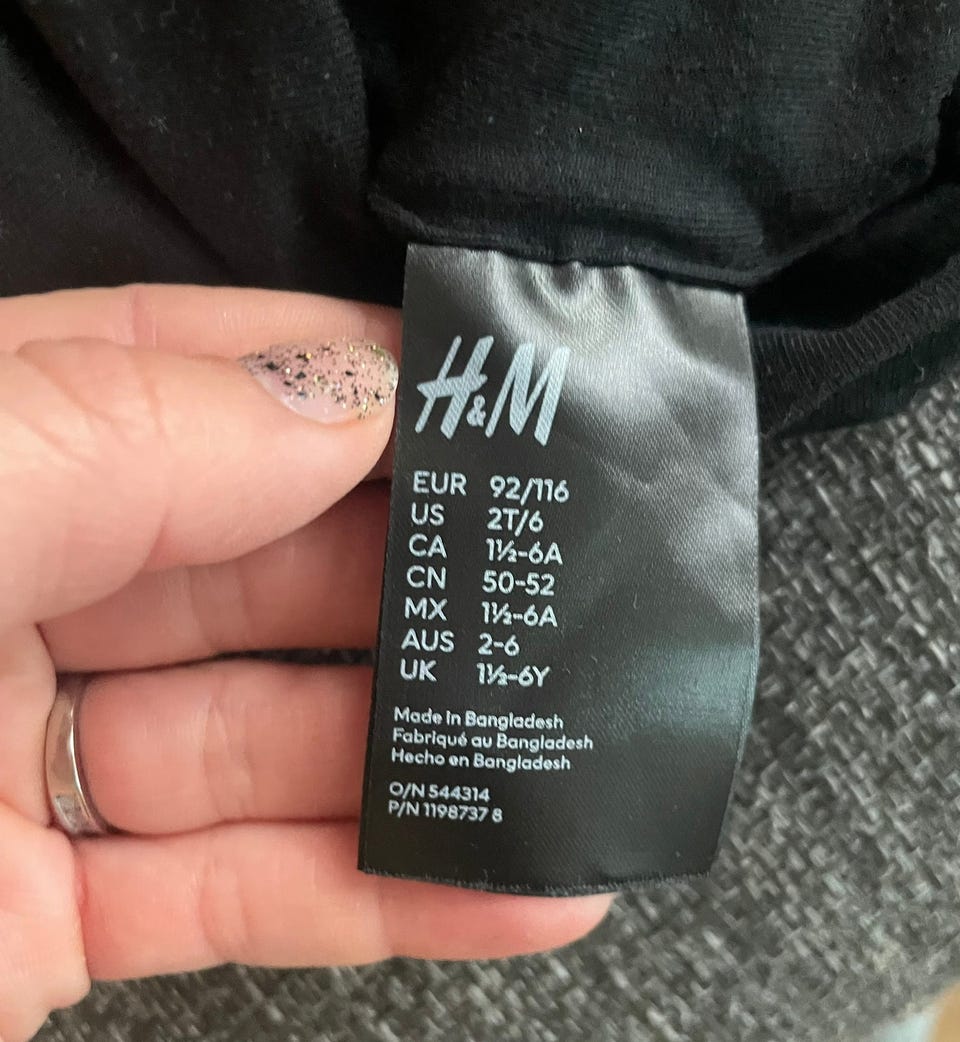 H&M
EUR 92/116
US 2T/6
CA 1½-6A
CN 50-52
MX 1½-6A
AUS 2-6
UK 1½-6Y
Made in Bangladesh
Fabriqué au Bangladesh
Hecho en Bangladesh
O/N 544314
P/N 1198737 8